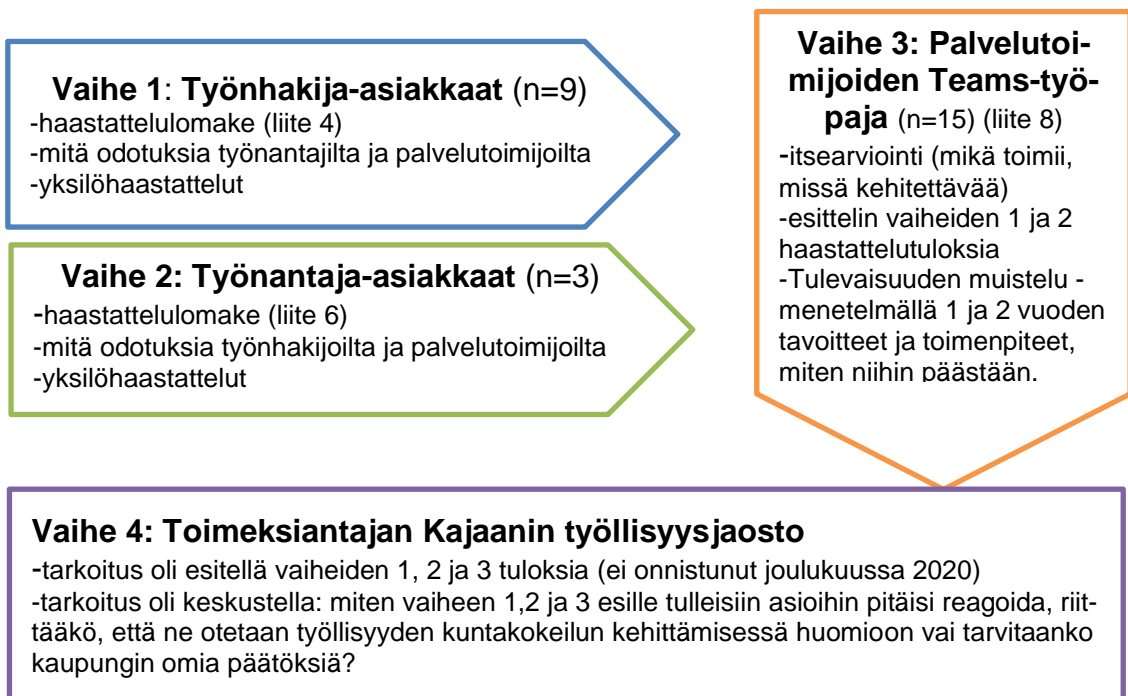 Vaihe 1: Työnhakija-asiakkaat (n=9)
-haastattelulomake (liite 4)
-mitä odotuksia työnantajilta ja palvelutoimijoilta
-yksilöhaastattelut
Vaihe 2: Työnantaja-asiakkaat (n=3)
-haastattelulomake (liite 6)
-mitä odotuksia työnhakijoilta ja palvelutoimijoilta
-yksilöhaastattelut
Vaihe 3: Palvelutoi-
mijoiden Teams-työ-
paja (n=15) (liite 8)
-itsearviointi (mikä toimii,
missä kehitettävää)
-esittelin vaiheiden 1 ja 2
haastattelutuloksia
-Tulevaisuuden muistelu -
menetelmällä 1 ja 2 vuoden
tavoitteet ja toimenpiteet,
miten niihin päästään.
Vaihe 4: Toimeksiantajan Kajaanin työllisyysjaosto
-tarkoitus oli esitellä vaiheiden 1, 2 ja 3 tuloksia (ei onnistunut joulukuussa 2020)
-tarkoitus oli keskustella: miten vaiheen 1,2 ja 3 esille tulleisiin asioihin pitäisi reagoida, riit-
tääkö, että ne otetaan työllisyyden kuntakokeilun kehittämisessä huomioon vai tarvitaanko
kaupungin omia päätöksiä?